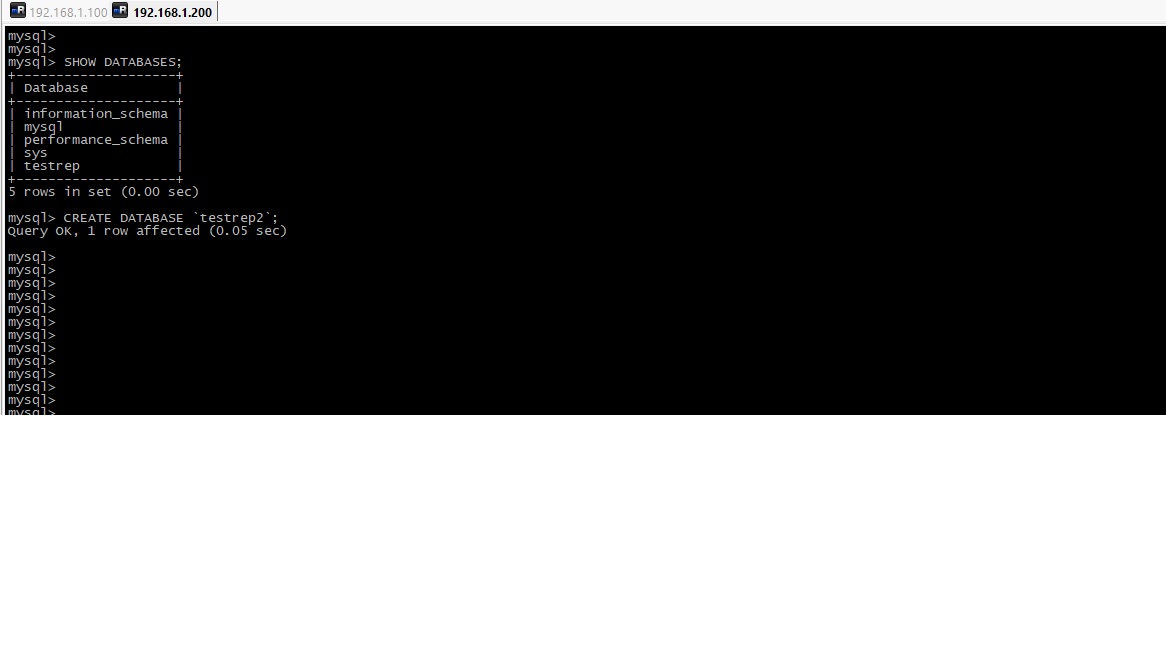 192.168.1.100 192.168.1.200
mysql>
mysql>
mysql> SHOW DATABASES;
+--------------------+
| Database           |
+--------------------+
| information_schema |
| mysql              |
| performance_schema |
| sys                |
| testrep            |
+--------------------+
5 rows in set (0.00 sec)
mysql> CREATE DATABASE `testrep2`;
Query OK, 1 row affected (0.05 sec)
mysql>
mysql>
mysql>
mysql>
mysql>
mysql>
mysql>
mysql>
mysql>
mysql>
mysql>
mysql>
mysql>